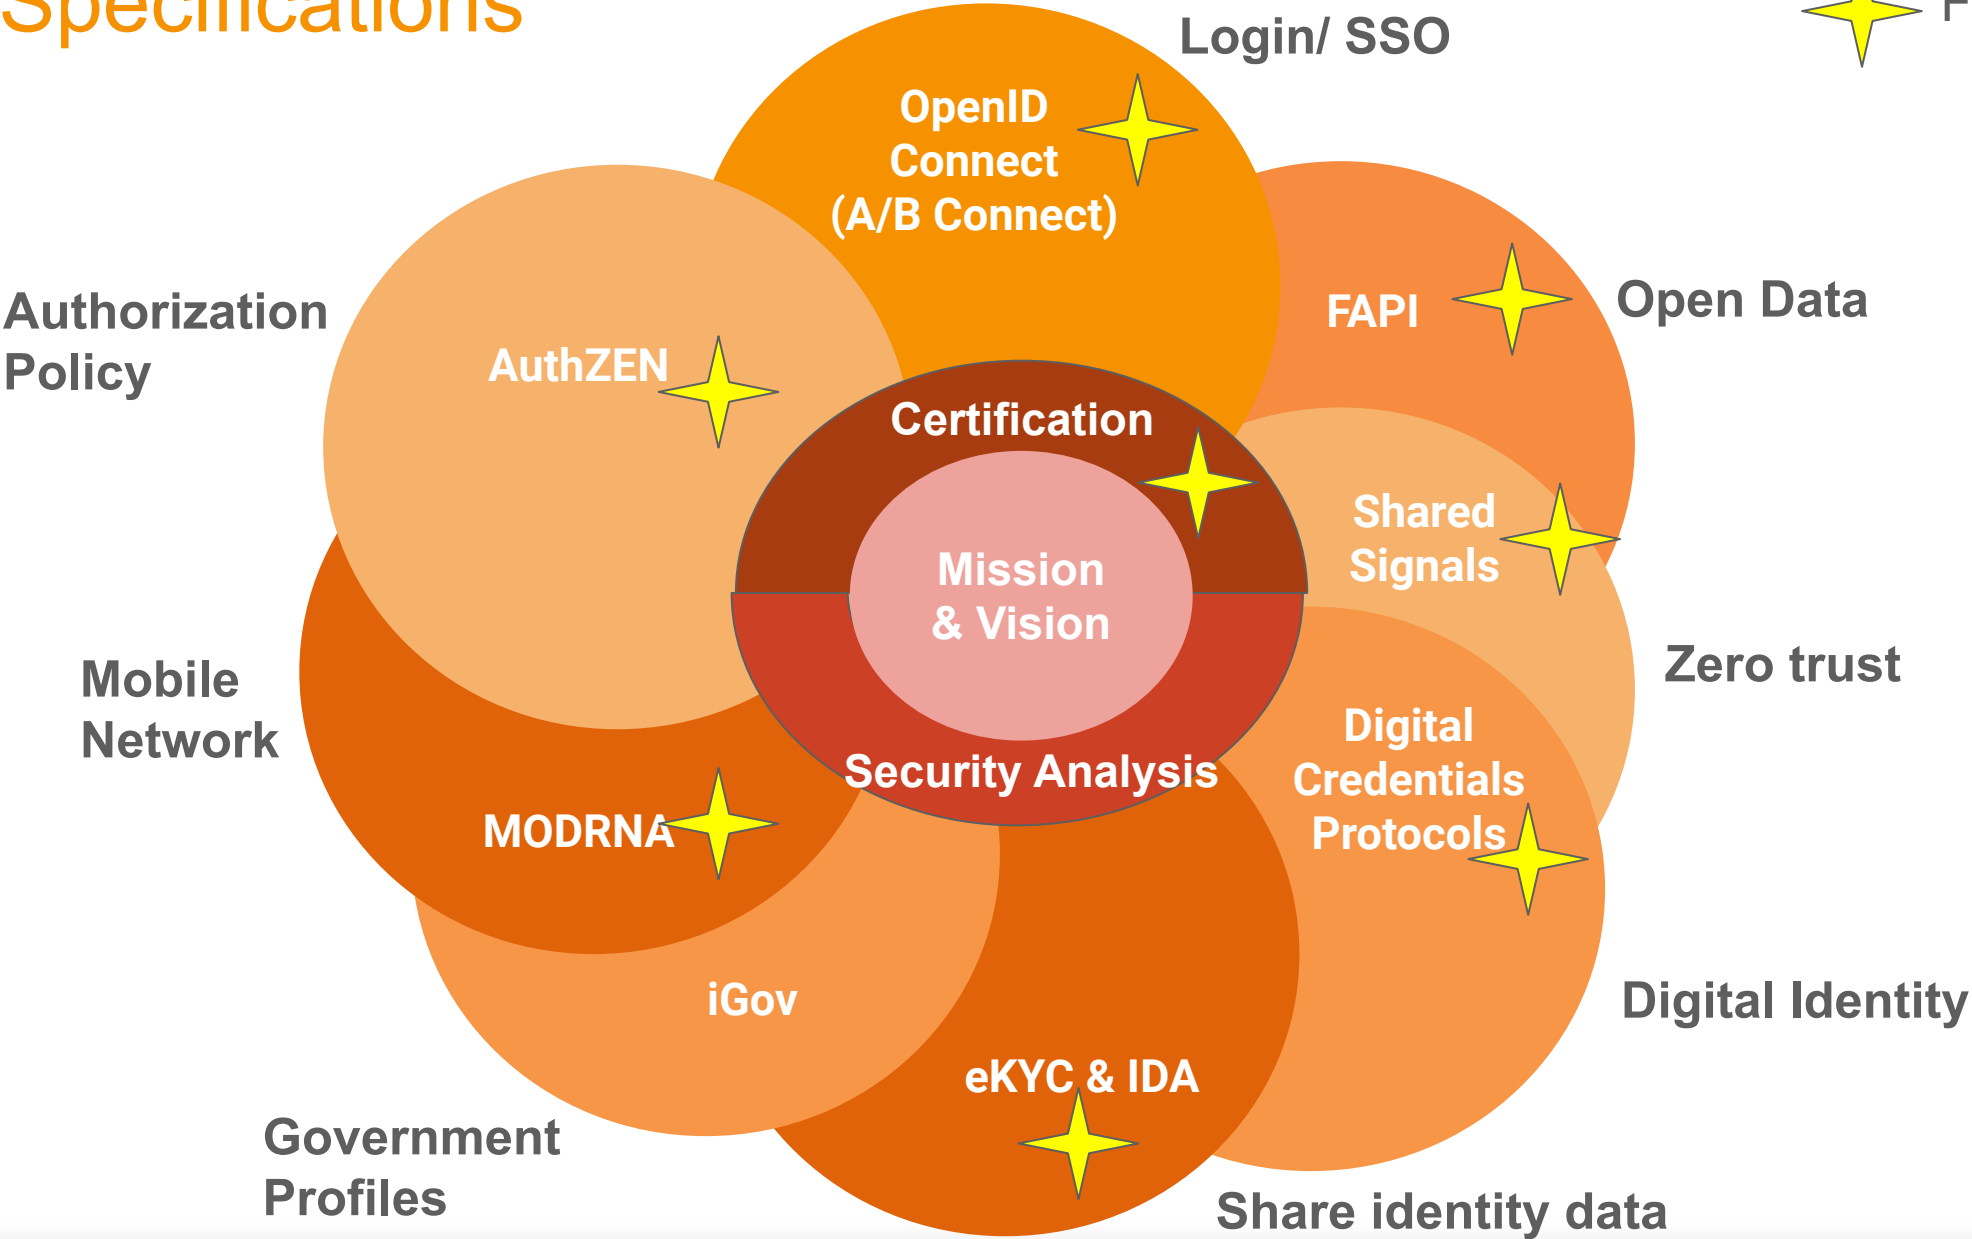 Specifications
Login/ SSO
F
OpenID
Connect
(A/B Connect)
Authorization
Policy
AuthZEN
FAPI
Open Data
Certification
Shared
Signals
Mission
& Vision
Zero trust
Mobile
Network
Digital
Credentials
Protocols
Security Analysis
MODRNA
iGov
Digital Identity
eKYC & IDA
Government
Profiles
Share identity data